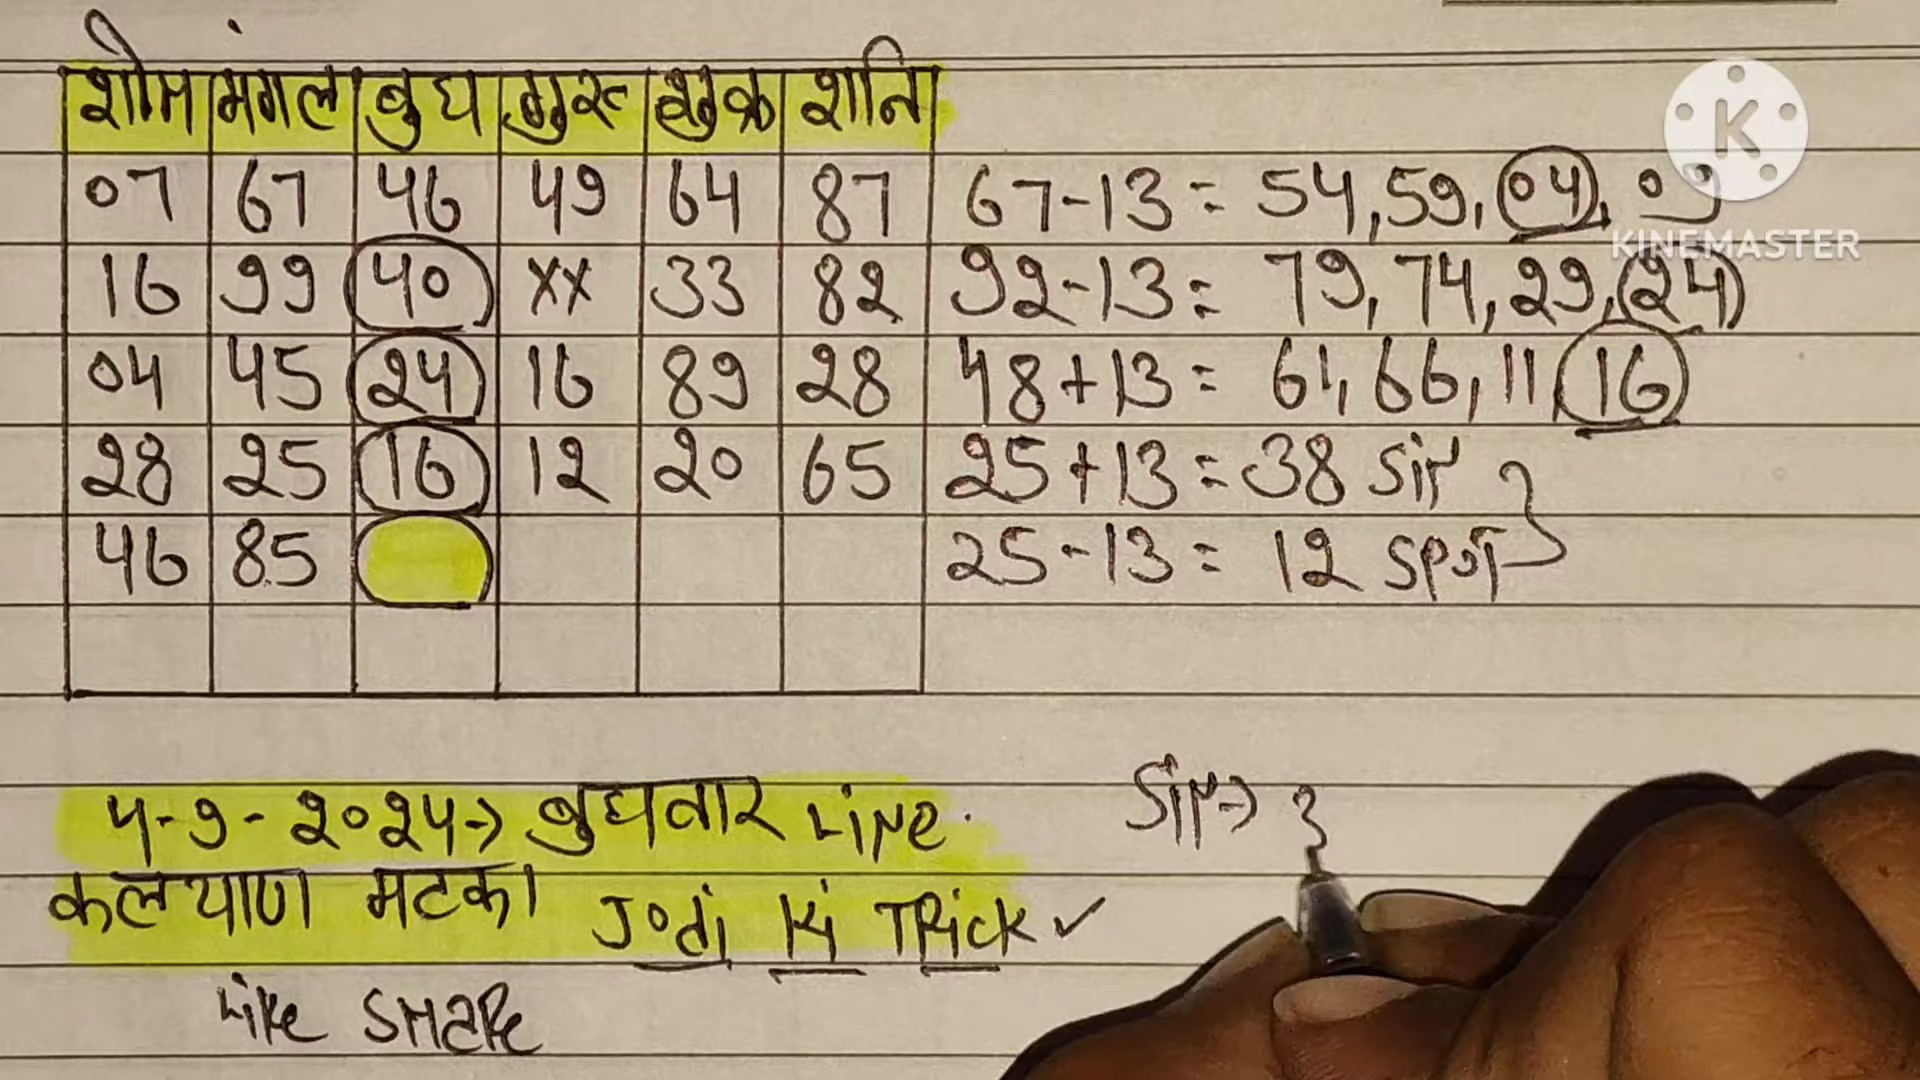 शोम मंगल बुध गुरु शुक्र शनि
07 67 46 49 64 87 67-13= 54,59,04,09
16 99 40 XX 33 82 92-13= 79,74,29,24
04 45 24 16 89 28 48+13= 61,66,11,16
28 25 16 12 20 65 25+13=38 Sir
46 85 25-13= 12 SPOT
K
KINEMASTER
4-9-2024→ बुधवार Line.
Sir→ 3
कल्याण मटका Jodi Ki TRick ✓
Like SHaRe